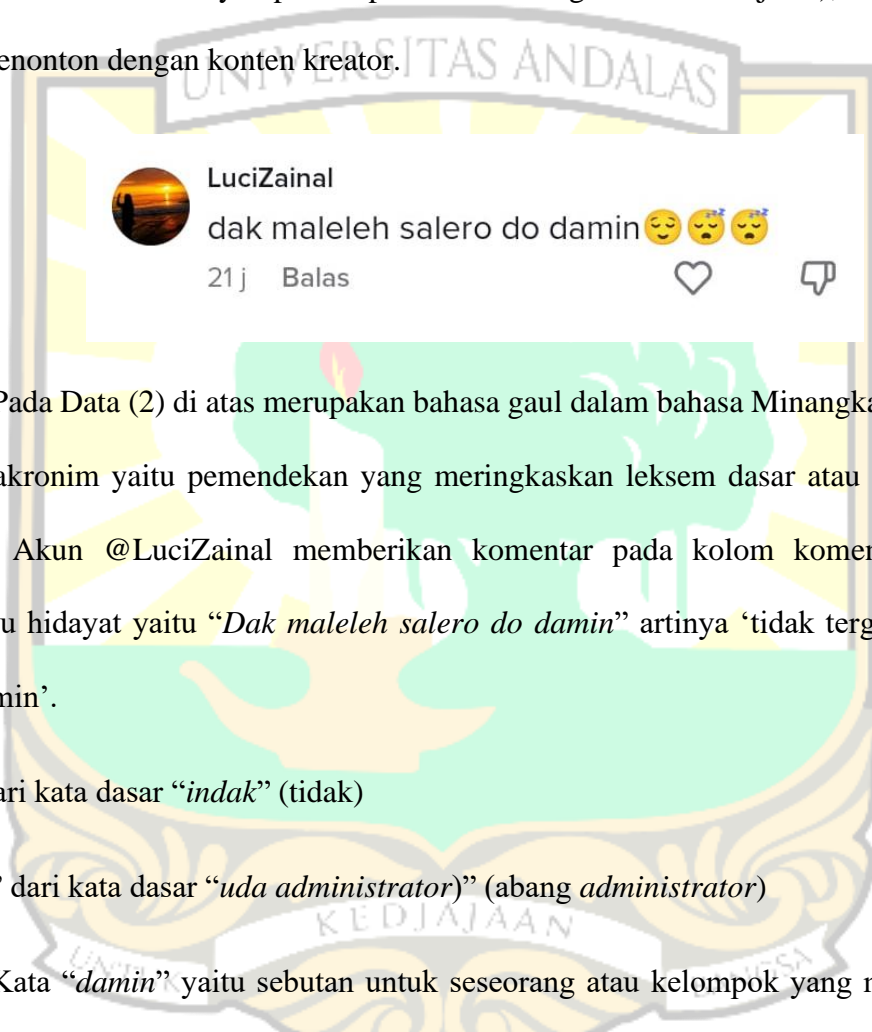 enonton dengan konten kreator.
UNIVERSITAS ANDALAS
LuciZainal
dak maleleh salero do damin😌😴😴
21 j Balas
Pada Data (2) di atas merupakan bahasa gaul dalam bahasa Minangka
akronim yaitu pemendekan yang meringkaskan leksem dasar atau
Akun @LuciZainal memberikan komentar pada kolom komen
u hidayat yaitu “Dak maleleh salero do damin” artinya ‘tidak terg
min’.
ari kata dasar “indak” (tidak)
” dari kata dasar “uda administrator)” (abang administrator)
KEDJAJAAN
UNTUK BANGSA
Kata “damin” yaitu sebutan untuk seseorang atau kelompok yang